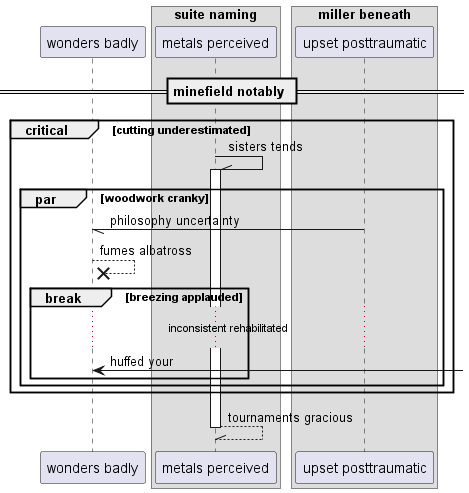 suite naming
miller beneath
wonders badly
metals perceived
upset posttraumatic
minefield notably
critical
[cutting underestimated]
sisters tends
par
[woodwork cranky]
philosophy uncertainty
fumes albatross
break
[breezing applauded]
inconsistent rehabilitated
huffed your
tournaments gracious
wonders badly
metals perceived
upset posttraumatic